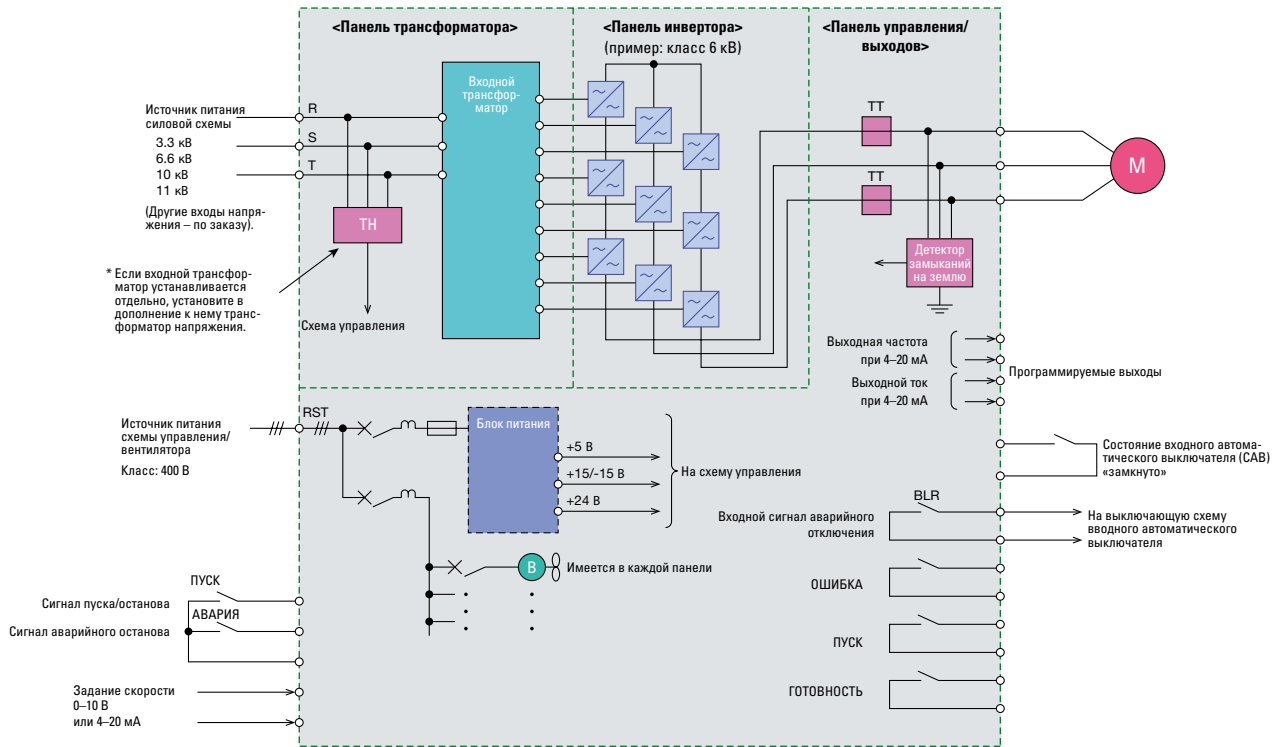 <Панель трансформатора>
<Панель инвертора>
(пример: класс 6 кВ)
<Панель управления/
выходов>
Входной
трансфор-
матор
Источник питания
силовой схемы
3.3 кВ
6.6 кВ
10 кВ
11 кВ
(Другие входы напря-
жения – по заказу).
R
S
T
ТН
* Если входной трансфор-
матор устанавливается
отдельно, установите в
дополнение к нему транс-
форматор напряжения.
Схема управления
ТТ
ТТ
М
Детектор
замыканий
на землю
Выходная частота
при 4–20 мА
Выходной ток
при 4–20 мА
Программируемые выходы
Источник питания
схемы управления/
вентилятора
Класс: 400 В
RST
Блок питания
+5 В
+15/-15 В
+24 В
На схему управления
В
Имеется в каждой панели
Состояние входного автома-
тического выключателя (САВ)
«замкнуто»
BLR
Входной сигнал аварийного
отключения
На выключающую схему
вводного автоматического
выключателя
ОШИБКА
ПУСК
ГОТОВНОСТЬ
ПУСК
Сигнал пуска/останова
АВАРИЯ
Сигнал аварийного останова
Задание скорости
0–10 В
или 4–20 мА